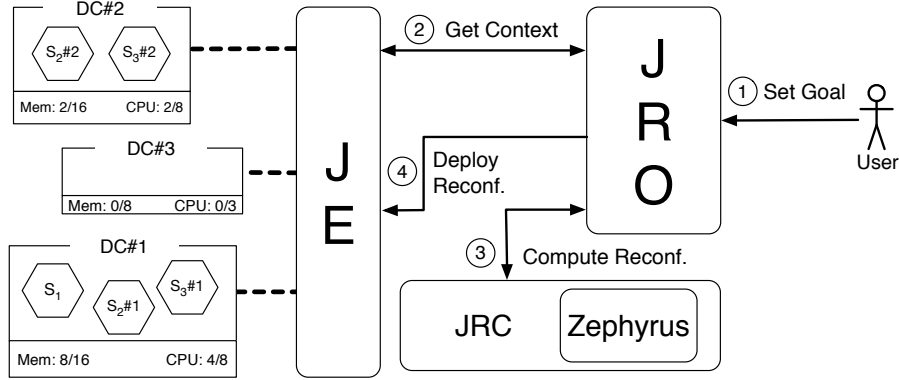 DC#2
S2#2 S3#2
Mem: 2/16 CPU: 2/8
DC#3
Mem: 0/8 CPU: 0/3
DC#1
S1
S2#1
S3#1
Mem: 8/16 CPU: 4/8
J
E
2 Get Context
4 Deploy
Reconf.
3 Compute Reconf.
J
R
O
1 Set Goal
User
JRC Zephyrus